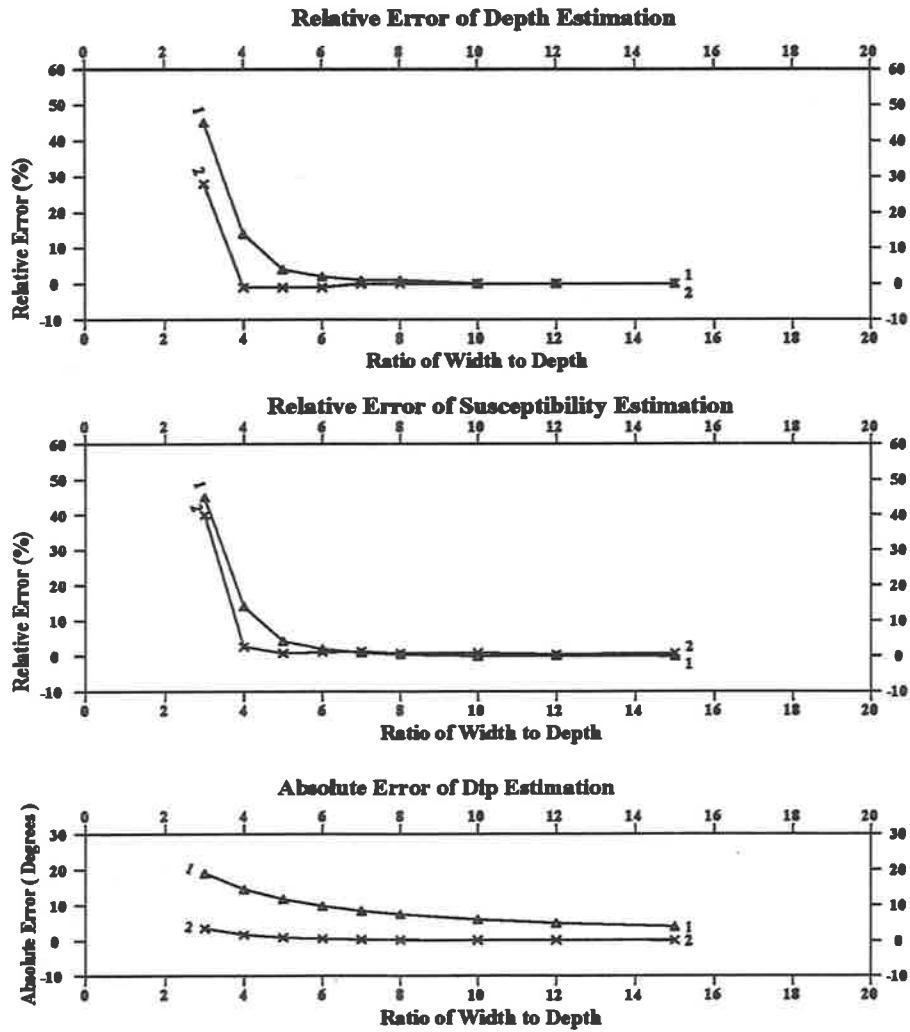 Relative Error of Depth Estimation
0 2 4 6 8 10 12 14 16 18 20
60 60
50 50
40 40
30 30
20 20
10 10
0 0
-10 -10
Relative Error (%)
1
2
1
2
0 2 4 6 8 10 12 14 16 18 20
Ratio of Width to Depth
Relative Error of Susceptibility Estimation
0 2 4 6 8 10 12 14 16 18 20
60 60
50 50
40 40
30 30
20 20
10 10
0 0
-10 -10
Relative Error (%)
1
2
2
1
0 2 4 6 8 10 12 14 16 18 20
Ratio of Width to Depth
Absolute Error of Dip Estimation
0 2 4 6 8 10 12 14 16 18 20
30 30
20 20
10 10
0 0
-10 -10
Absolute Error ( Degrees )
1
2
1
2
0 2 4 6 8 10 12 14 16 18 20
Ratio of Width to Depth